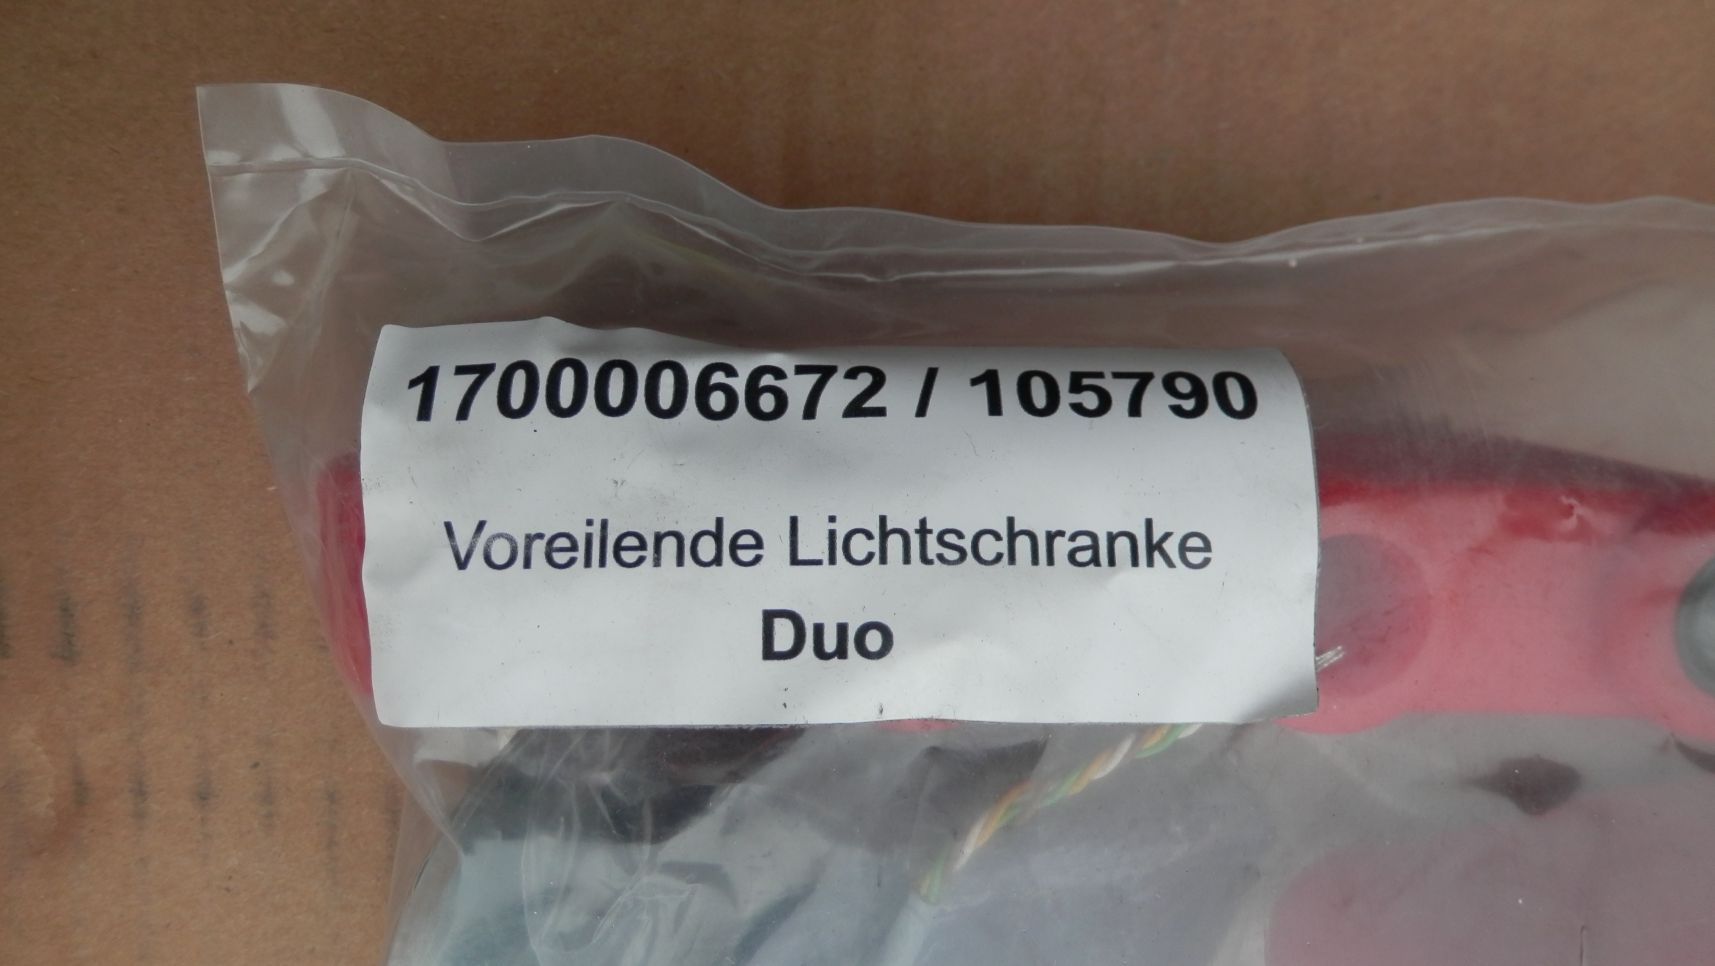 1700006672 / 105790
Voreilende Lichtschranke
Duo